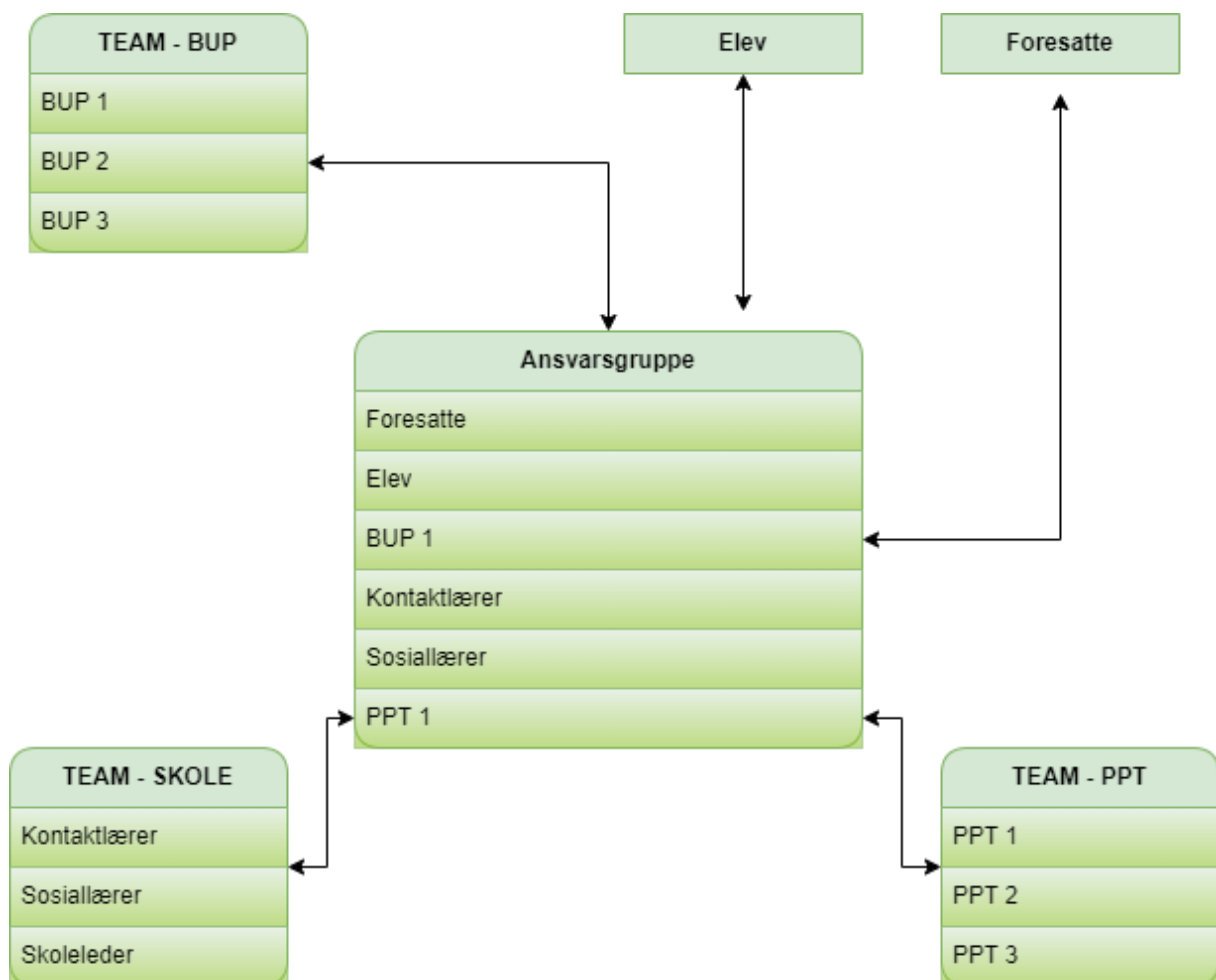 TEAM - BUP
BUP 1
BUP 2
BUP 3
Elev
Foresatte
Ansvarsgruppe
Foresatte
Elev
BUP 1
Kontaktlærer
Sosiallærer
PPT 1
TEAM - SKOLE
Kontaktlærer
Sosiallærer
Skoleleder
TEAM - PPT
PPT 1
PPT 2
PPT 3